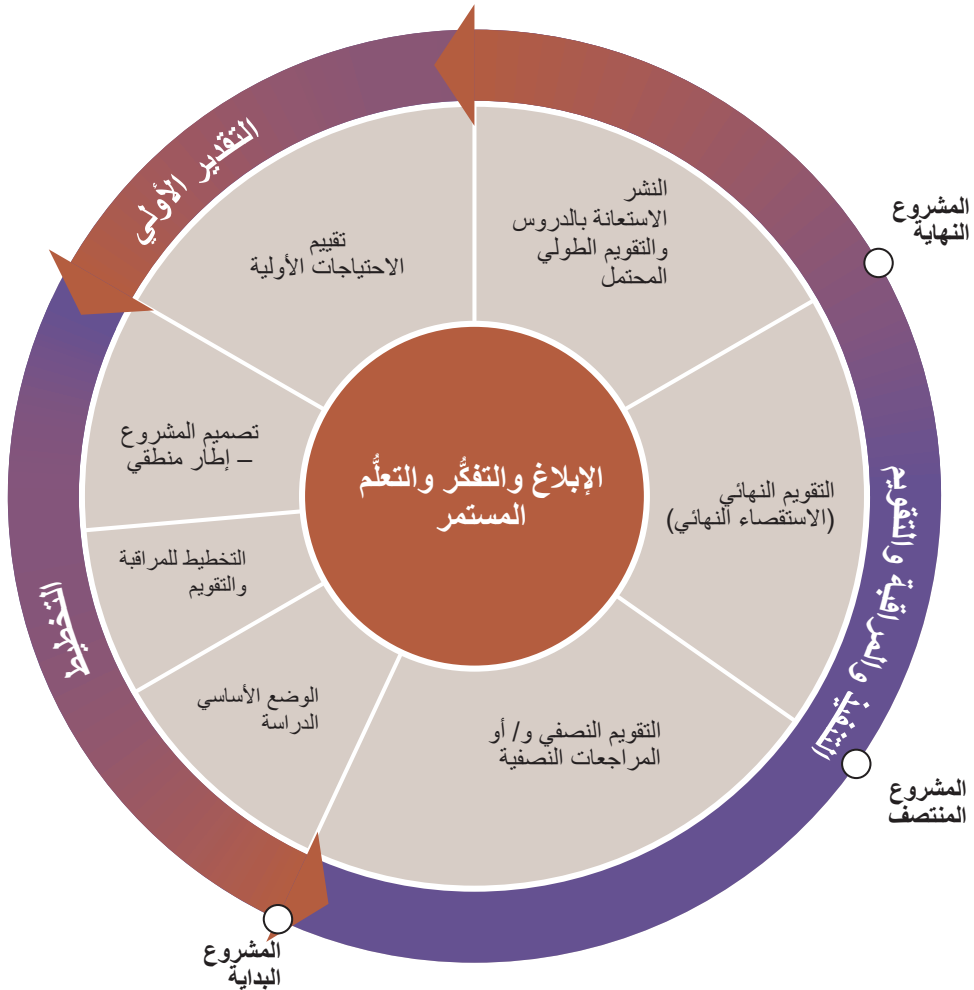 التقدير الأولي
النشر
الاستعانة بالدروس
والتقويم الطولي
المحتمل
تقييم
الاحتياجات الأولية
المشروع
النهاية
تصميم المشروع
– إطار منطقي
الإبلاغ والتفكُّر والتعلُّم
المستمر
التقويم النهائي
(الاستقصاء النهائي)
التنفيذ والمراقبة والتقويم
التخطيط للمراقبة
والتقويم
التخطيط
الوضع الأساسي
الدراسة
التقويم النصفي و/ أو
المراجعات النصفية
المشروع
المنتصف
المشروع
البداية